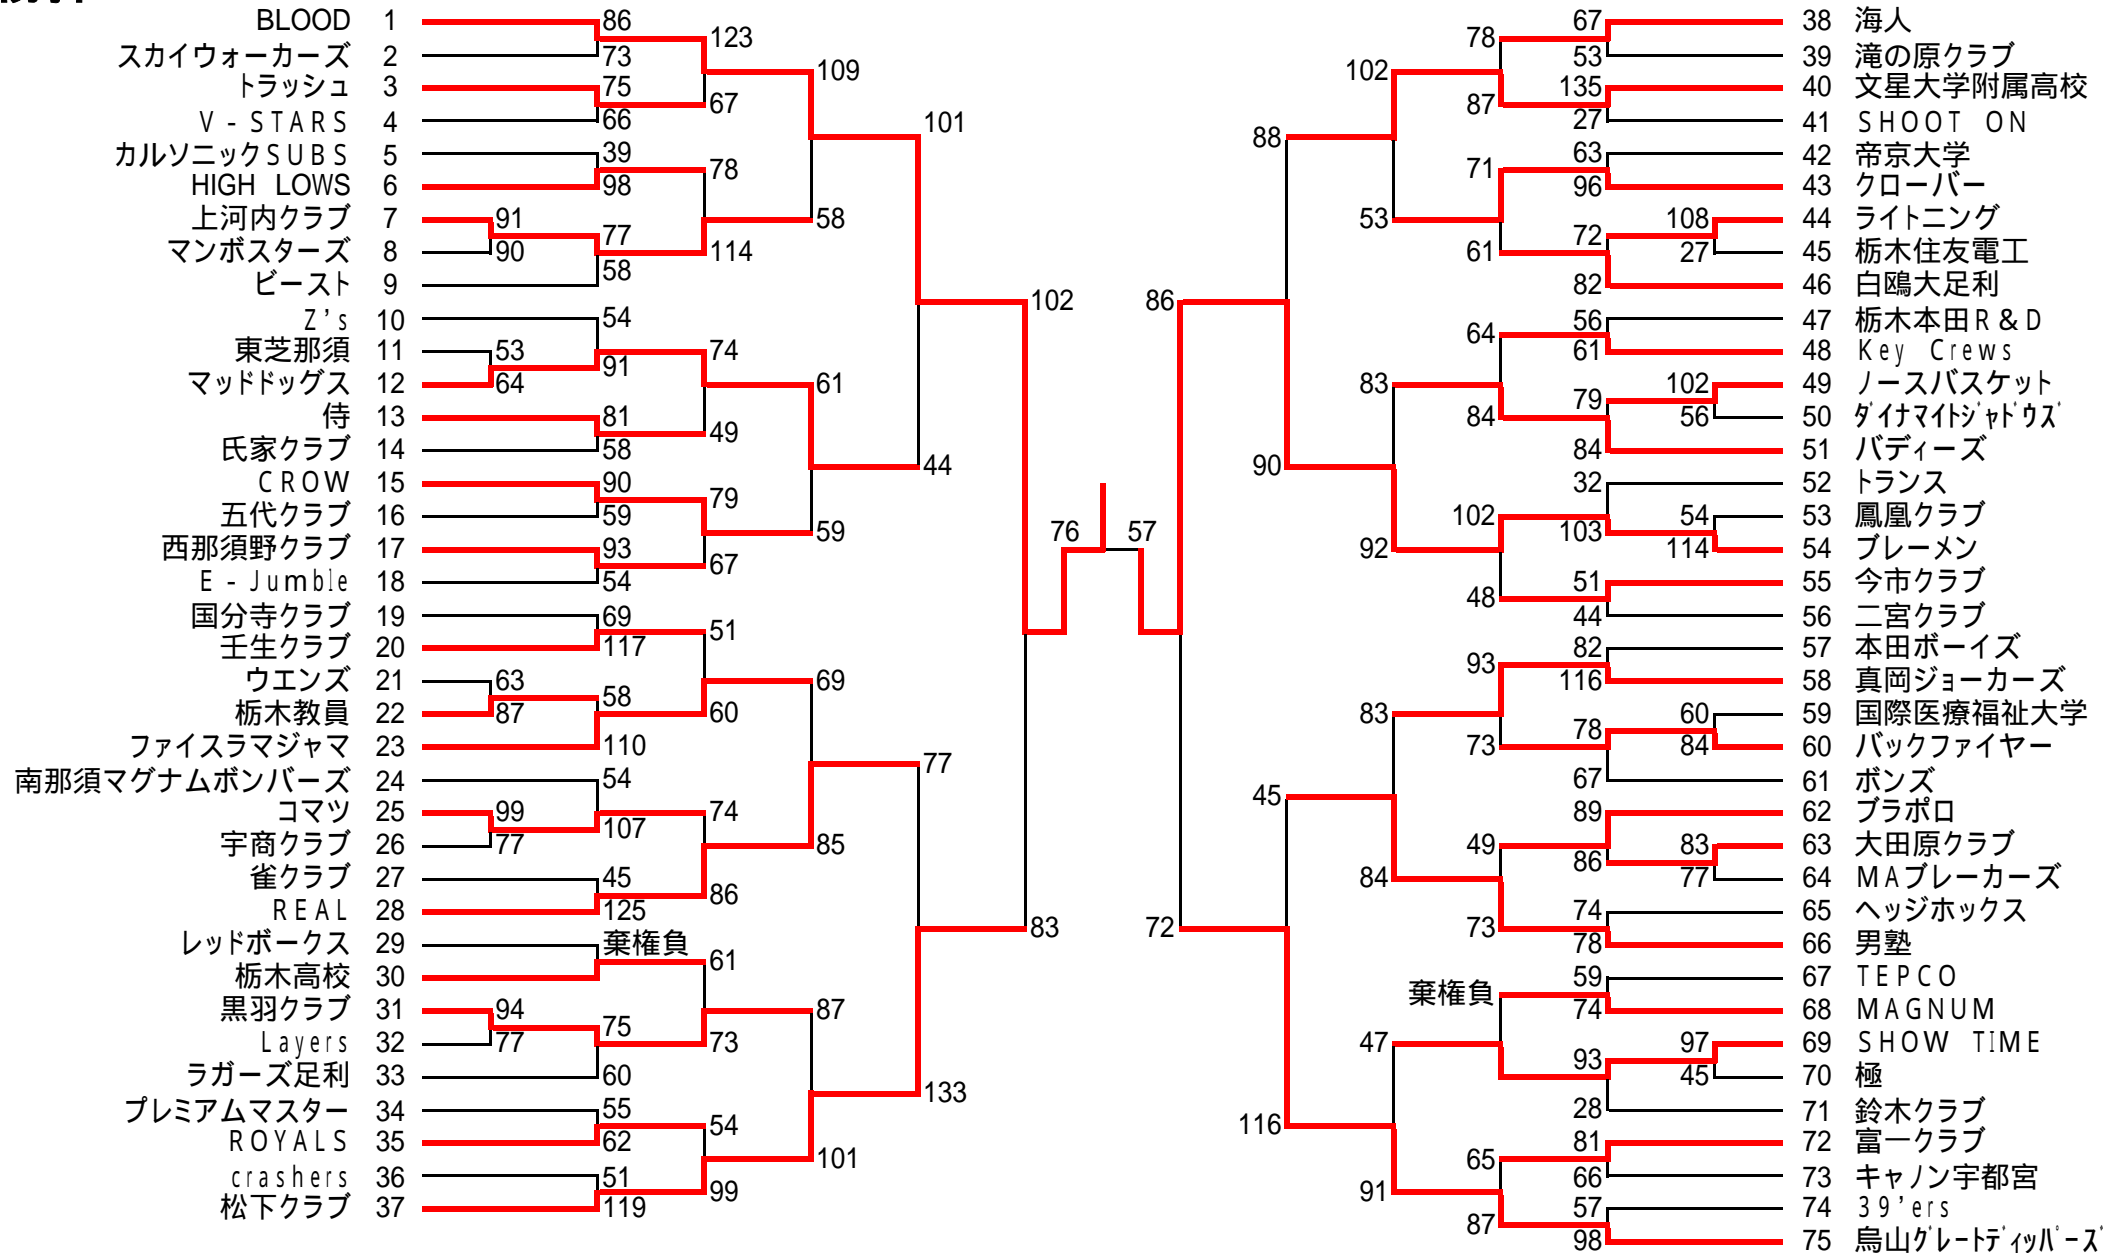 BLOOD 1
スカイウォーカーズ 2
トラッシュ 3
V - STARS 4
カルソニックSUBS 5
HIGH LOWS 6
上河内クラブ 7
マンボスターズ 8
ビースト 9
Z's 10
東芝那須 11
マッドドッグス 12
侍 13
氏家クラブ 14
CROW 15
五代クラブ 16
西那須野クラブ 17
E - Jumble 18
国分寺クラブ 19
壬生クラブ 20
ウエンズ 21
栃木教員 22
ファイスラマジャマ 23
南那須マグナムボンバーズ 24
コマツ 25
宇商クラブ 26
雀クラブ 27
REAL 28
レッドボークス 29
栃木高校 30
黒羽クラブ 31
Layers 32
ラガーズ足利 33
プレミアムマスター 34
ROYALS 35
crashers 36
松下クラブ 37
91
90
53
64
63
87
99
77
94
77
86
73
75
66
39
98
77
58
54
91
81
58
90
59
93
54
69
117
58
110
54
107
45
125
棄権負
75
60
55
62
51
119
123
67
78
114
74
49
79
67
51
60
74
86
61
73
54
99
109
58
61
59
69
85
87
101
101
44
77
133
102
83
76
57
86
72
88
90
45
116
102
53
83
92
83
84
47
91
78
87
71
61
64
84
102
48
93
73
49
73
棄権負
65
87
67
53
135
27
63
96
72
82
56
61
79
84
32
103
51
44
82
116
78
67
89
86
74
78
59
74
93
28
81
66
57
98
108
27
102
56
54
114
60
84
83
77
97
45
38 海人
39 滝の原クラブ
40 文星大学附属高校
41 SHOOT ON
42 帝京大学
43 クローバー
44 ライトニング
45 栃木住友電工
46 白鴎大足利
47 栃木本田R&D
48 Key Crews
49 ノースバスケット
50 ダイナマイトジャドウズ
51 バディーズ
52 トランス
53 鳳凰クラブ
54 ブレーメン
55 今市クラブ
56 二宮クラブ
57 本田ボーイズ
58 真岡ジョーカーズ
59 国際医療福祉大学
60 バックファイヤー
61 ボンズ
62 ブラポロ
63 大田原クラブ
64 MAブレーカーズ
65 ヘッジホックス
66 男塾
67 TEPCO
68 MAGNUM
69 SHOW TIME
70 極
71 鈴木クラブ
72 富一クラブ
73 キャノン宇都宮
74 39'ers
75 烏山グレートディッパーズ